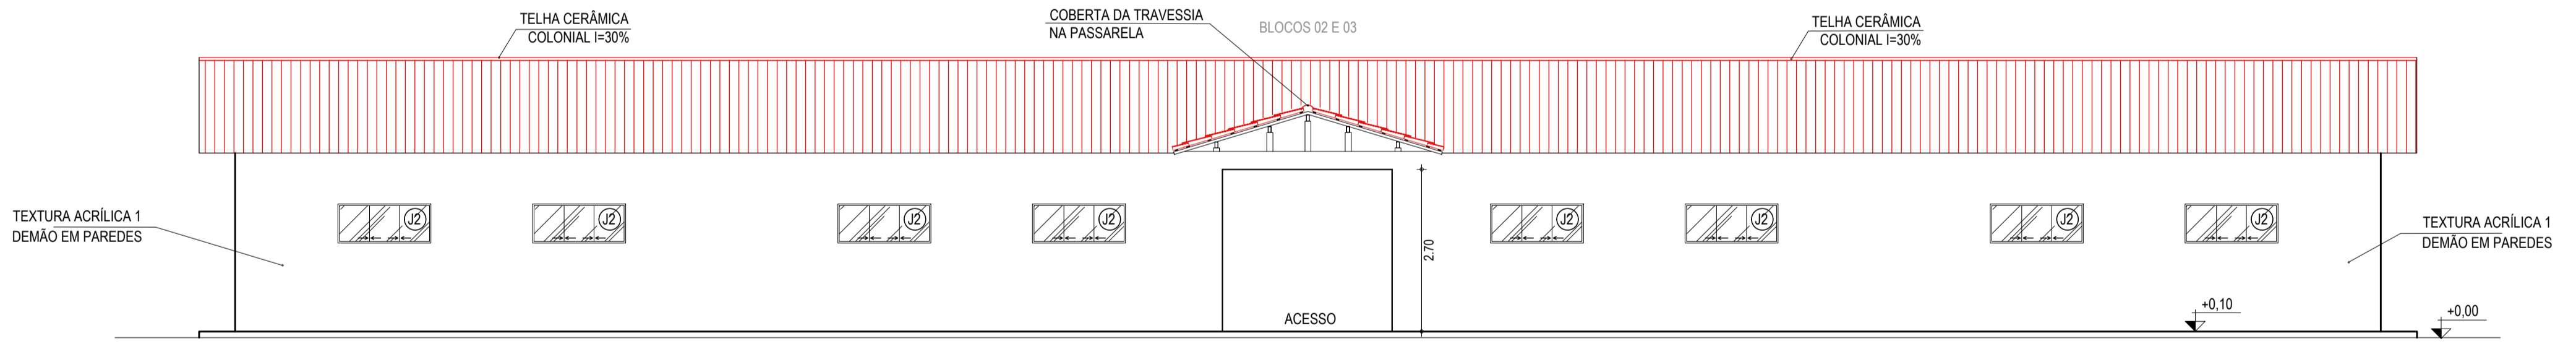 TELHA CERÂMICA
COLONIAL I=30%
COBERTA DA TRAVESSIA
NA PASSARELA
BLOCOS 02 E 03
TELHA CERÂMICA
COLONIAL I=30%
TEXTURA ACRÍLICA 1
DEMÃO EM PAREDES
J2
J2
J2
J2
J2
J2
J2
J2
TEXTURA ACRÍLICA 1
DEMÃO EM PAREDES
2.70
ACESSO
+0,10
+0,00